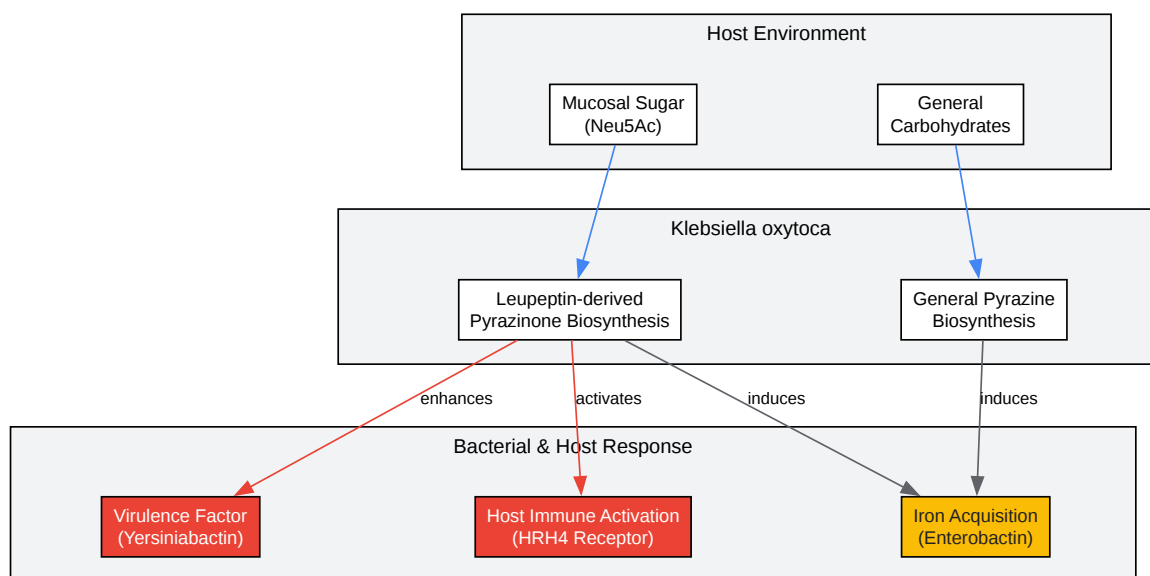 Host Environment
Mucosal Sugar
(Neu5Ac)
General
Carbohydrates
Klebsiella oxytoca
Leupeptin-derived
Pyrazinone Biosynthesis
General Pyrazine
Biosynthesis
enhances
activates
induces
induces
Bacterial & Host Response
Virulence Factor
(Yersiniabactin)
Host Immune Activation
(HRH4 Receptor)
Iron Acquisition
(Enterobactin)